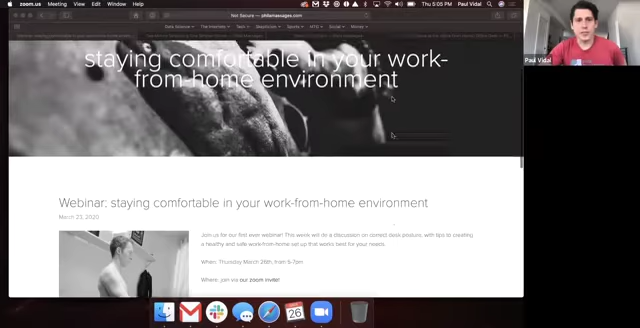 zoom.us Meeting View Edit Window Help
Thu 5:05 PM Paul Vidal
Not Secure — philamassages.com
Social Money
Paul Vidal
staying comfortable in your work-
from-home environment
Webinar: staying comfortable in your work-from-home environment
March 23, 2020
Join us for our first ever webinar! This week will do a discussion on correct desk posture, with tips to creating
a healthy and safe work-from-home set up that works best for your needs.
When: Thursday March 26th, from 5-7pm
Where: join via our zoom invite!
26